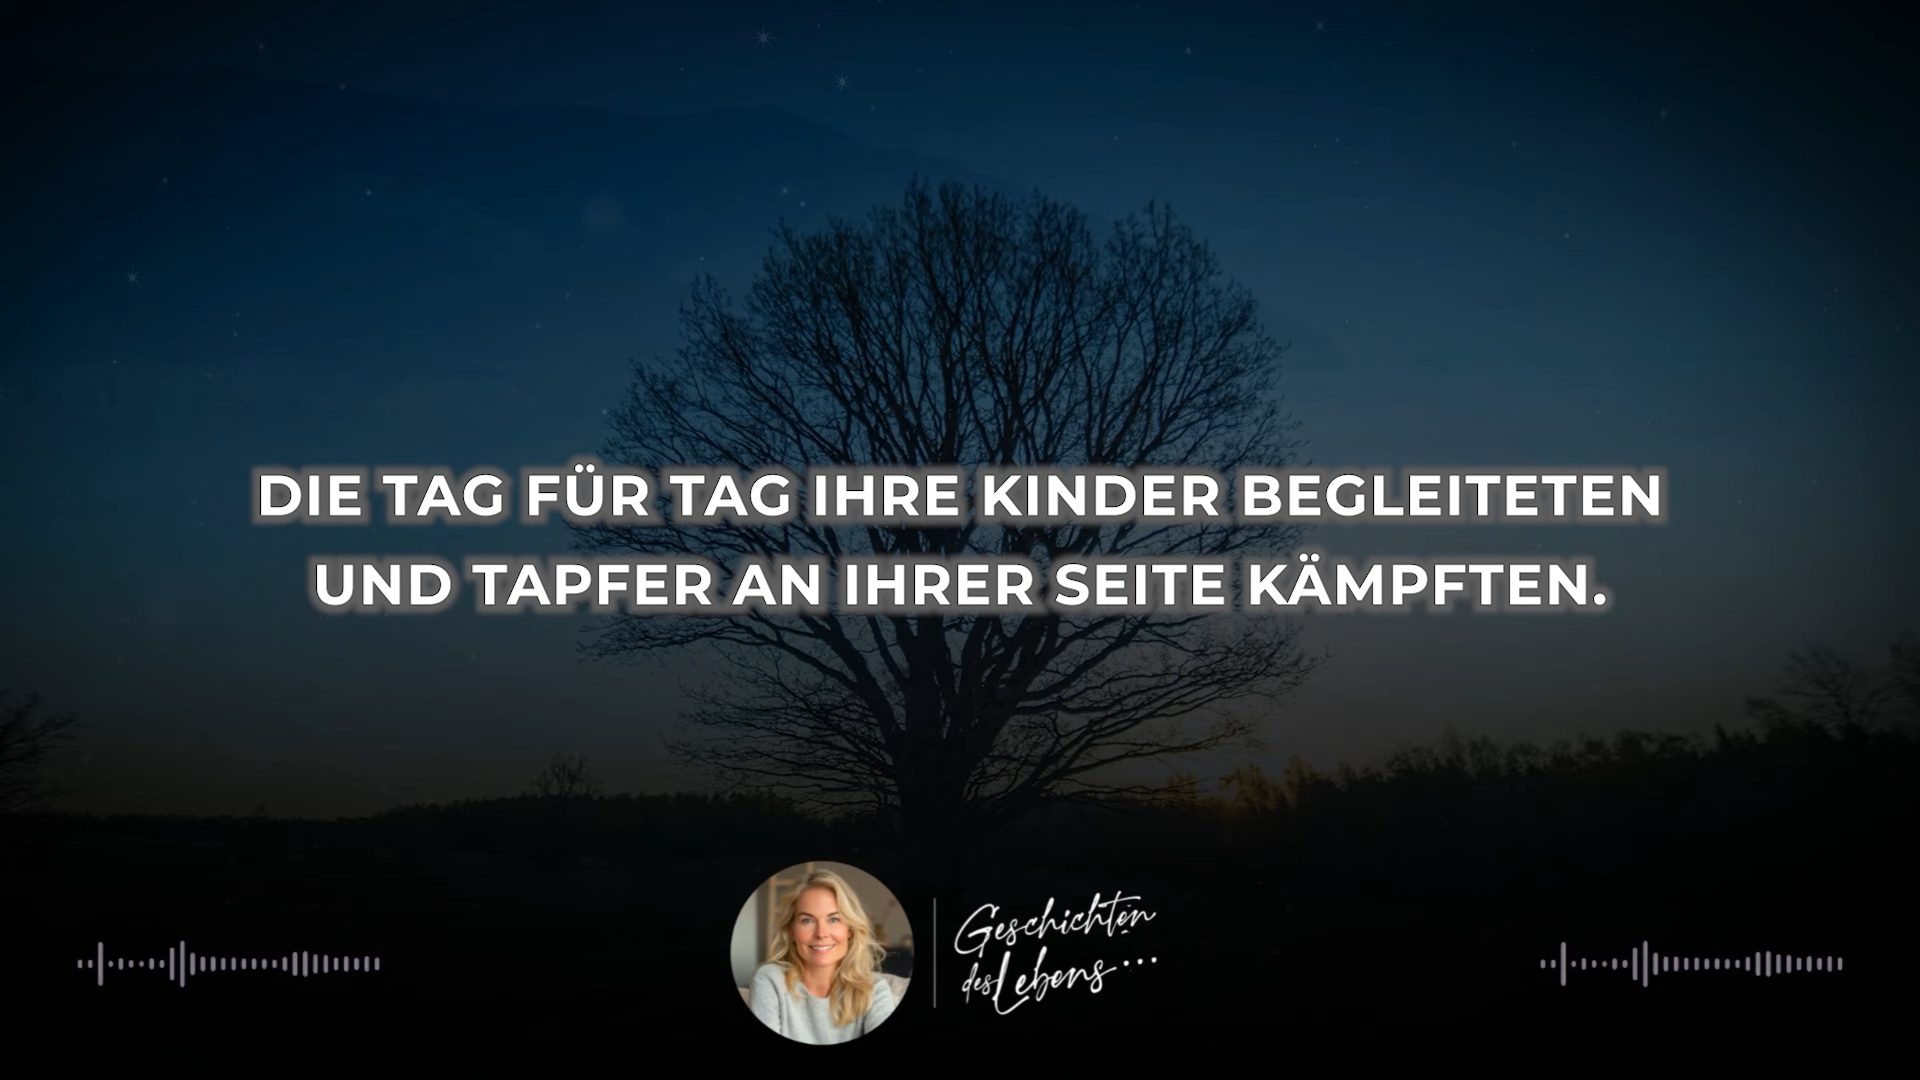 DIE TAG FÜR TAG IHRE KINDER BEGLEITETEN
UND TAPFER AN IHRER SEITE KÄMPFTEN.
Geschichten
des Lebens...